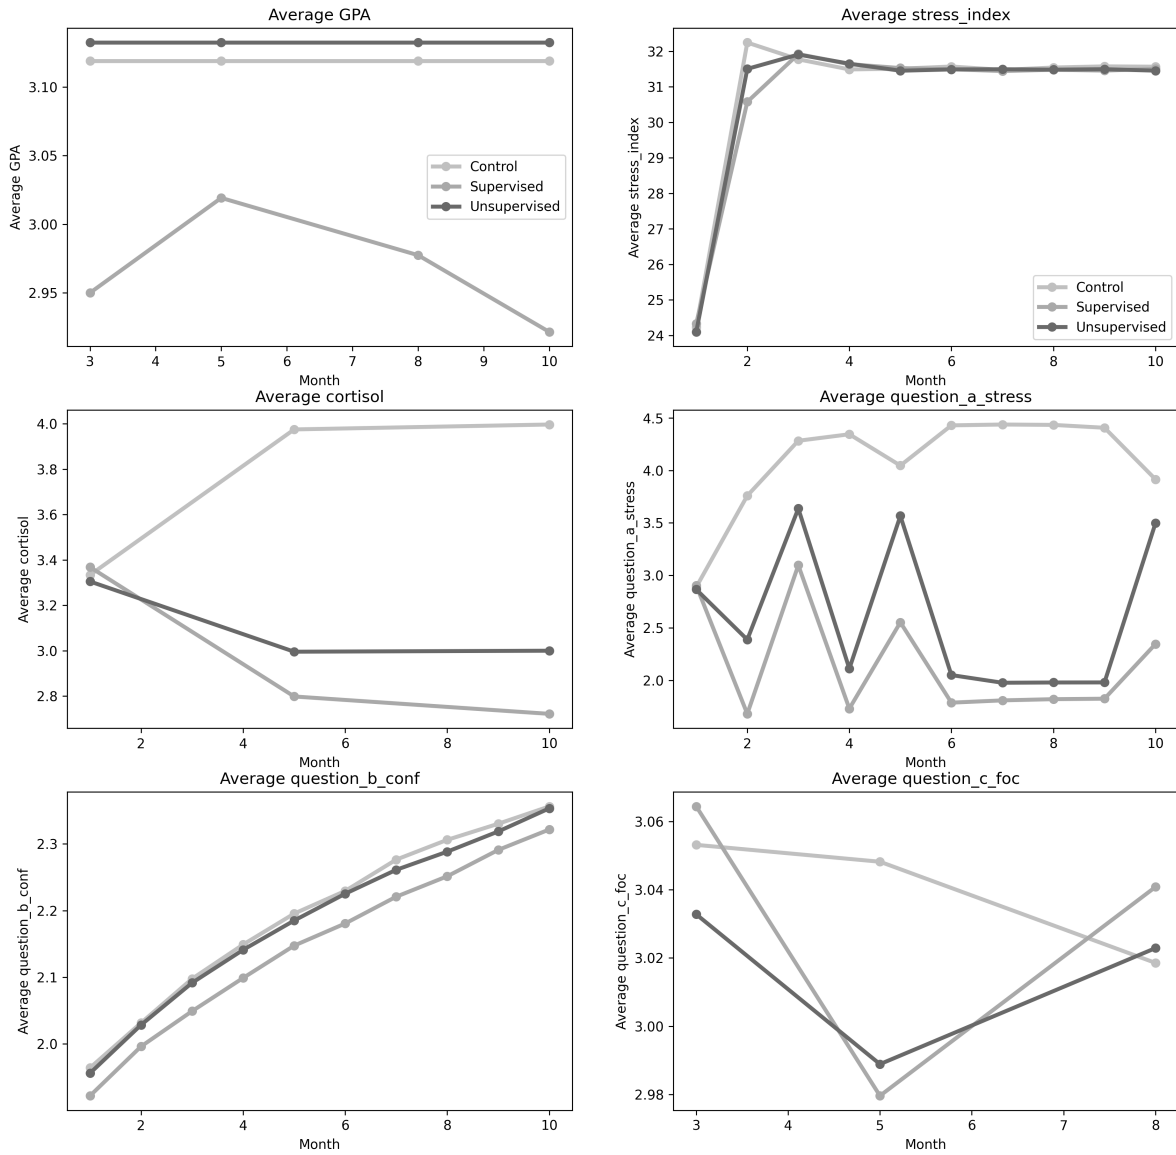 Average GPA
Average GPA
3.10
3.05
3.00
2.95
Control
Supervised
Unsupervised
3 4 5 6 7 8 9 10
Month
Average stress_index
Average stress_index
32
31
30
29
28
27
26
25
24
Control
Supervised
Unsupervised
2 4 6 8 10
Month
Average cortisol
Average cortisol
4.0
3.8
3.6
3.4
3.2
3.0
2.8
2 4 6 8 10
Month
Average question_a_stress
Average question_a_stress
4.5
4.0
3.5
3.0
2.5
2.0
2 4 6 8 10
Month
Average question_b_conf
Average question_b_conf
2.3
2.2
2.1
2.0
2 4 6 8 10
Month
Average question_c_foc
Average question_c_foc
3.06
3.04
3.02
3.00
2.98
3 4 5 6 7 8
Month